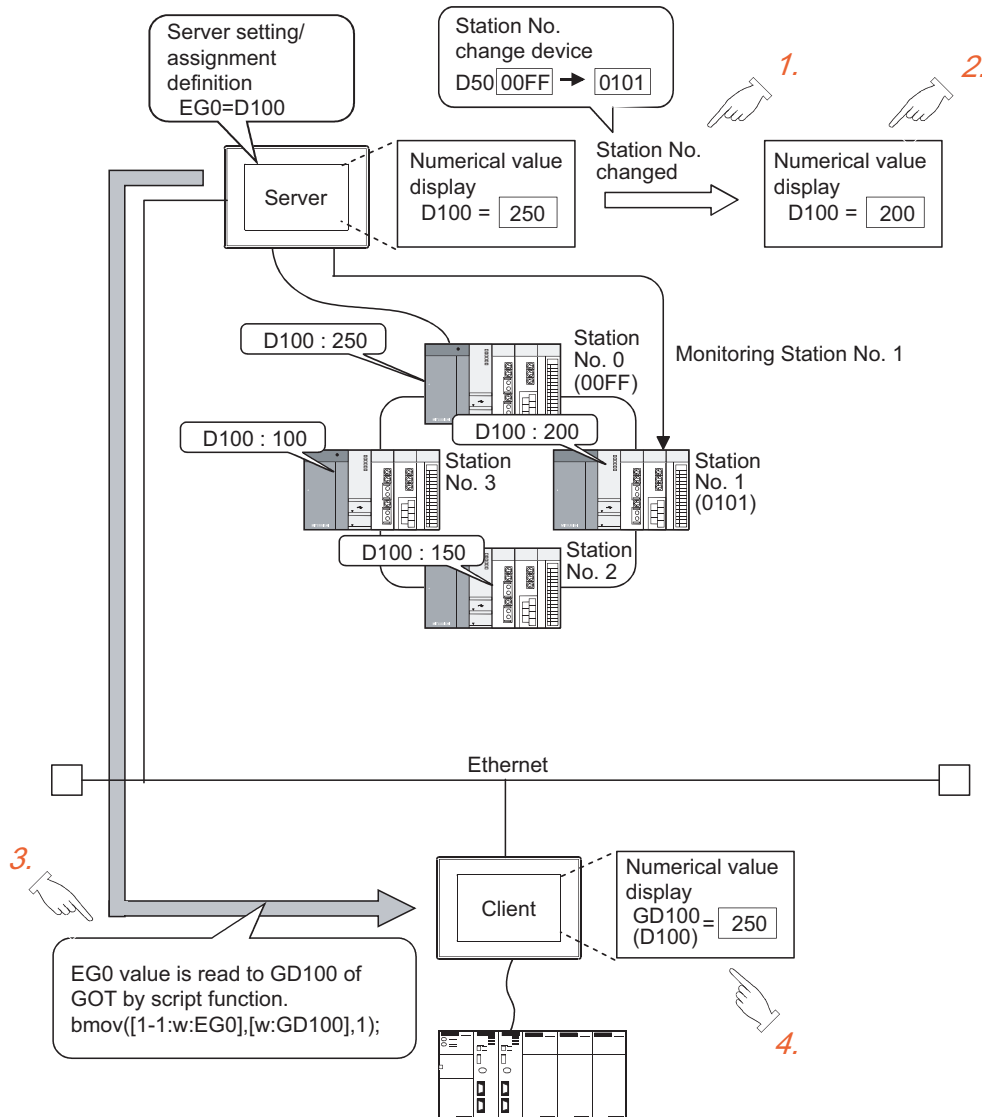 Server setting/
assignment
definition
EG0=D100
Station No.
change device
D50 00FF → 0101
1.
2.
Server
Numerical value
display
D100 = 250
Station No.
changed
Numerical value
display
D100 = 200
D100 : 250
Station
No. 0
(00FF)
Monitoring Station No. 1
D100 : 100
Station
No. 3
D100 : 200
Station
No. 1
(0101)
D100 : 150
Station
No. 2
Ethernet
3.
Client
Numerical value
display
GD100
(D100)
= 250
EG0 value is read to GD100 of
GOT by script function.
bmov([1-1:w:EG0],[w:GD100],1);
4.